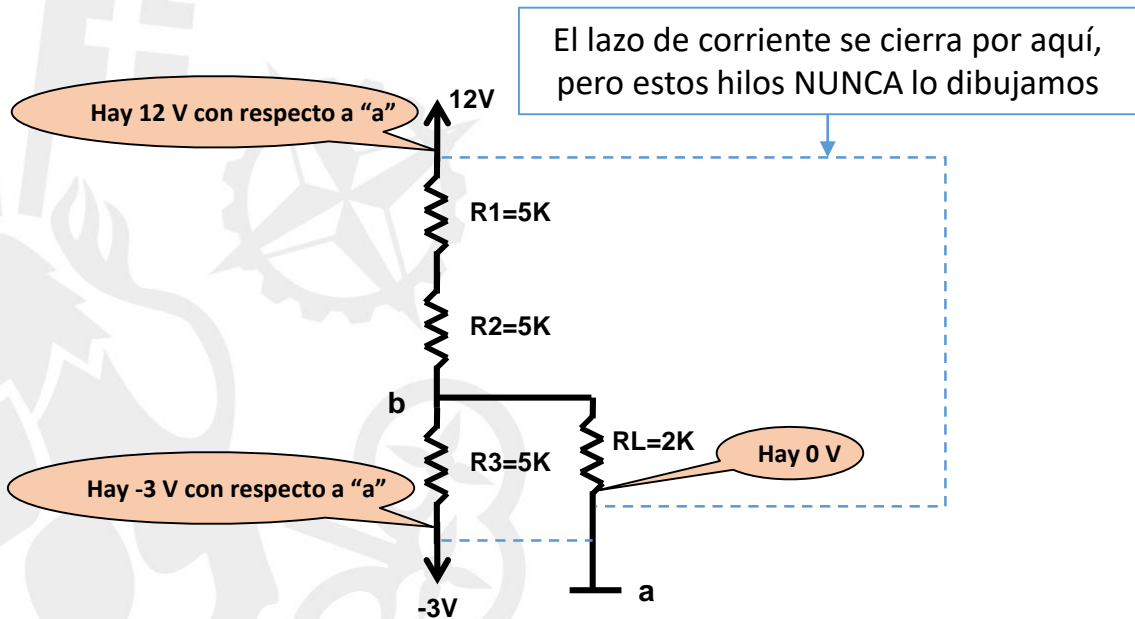 El lazo de corriente se cierra por aquí,
pero estos hilos NUNCA lo dibujamos
Hay 12 V con respecto a “a”
12V
R1=5K
R2=5K
b
R3=5K
RL=2K
Hay 0 V
Hay -3 V con respecto a “a”
a
-3V